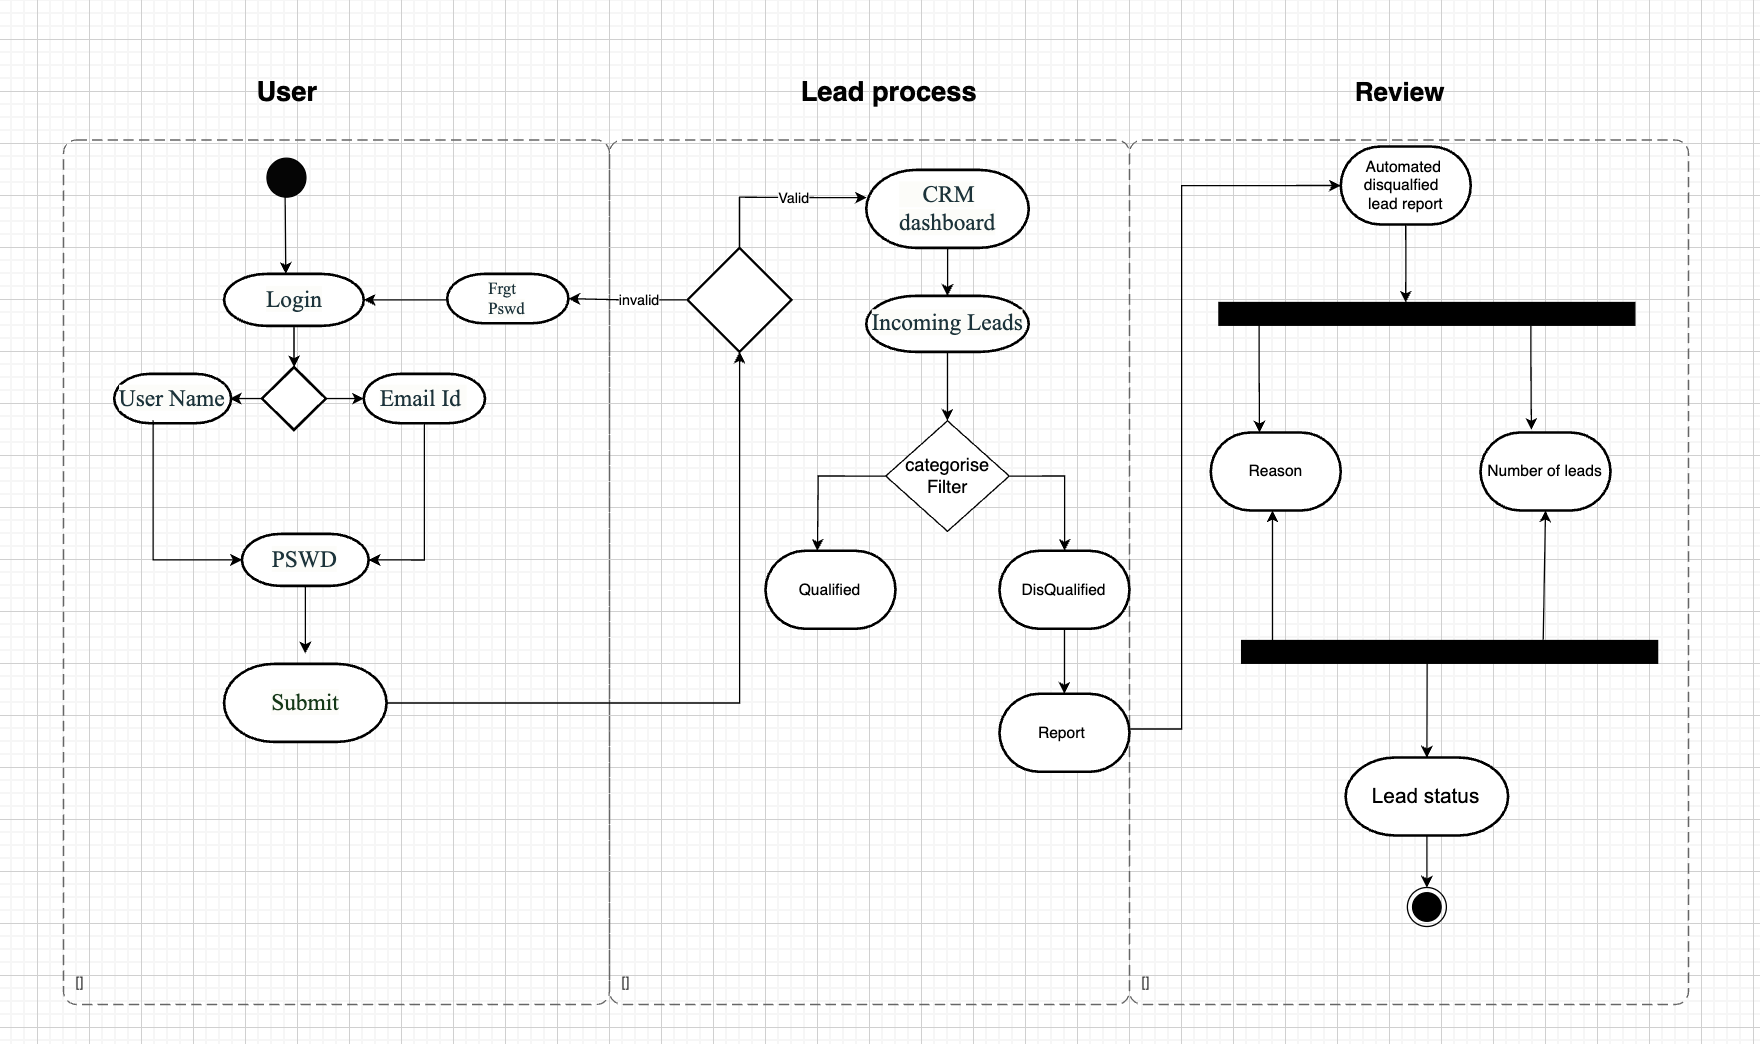 User
Lead process
Review
Login
Frgt
Pswd
User Name
Email Id
PSWD
Submit
invalid
Valid
CRM
dashboard
Incoming Leads
categorise
Filter
Qualified
DisQualified
Report
Automated
disqualfied
lead report
Reason
Number of leads
Lead status
[]
[]
[]